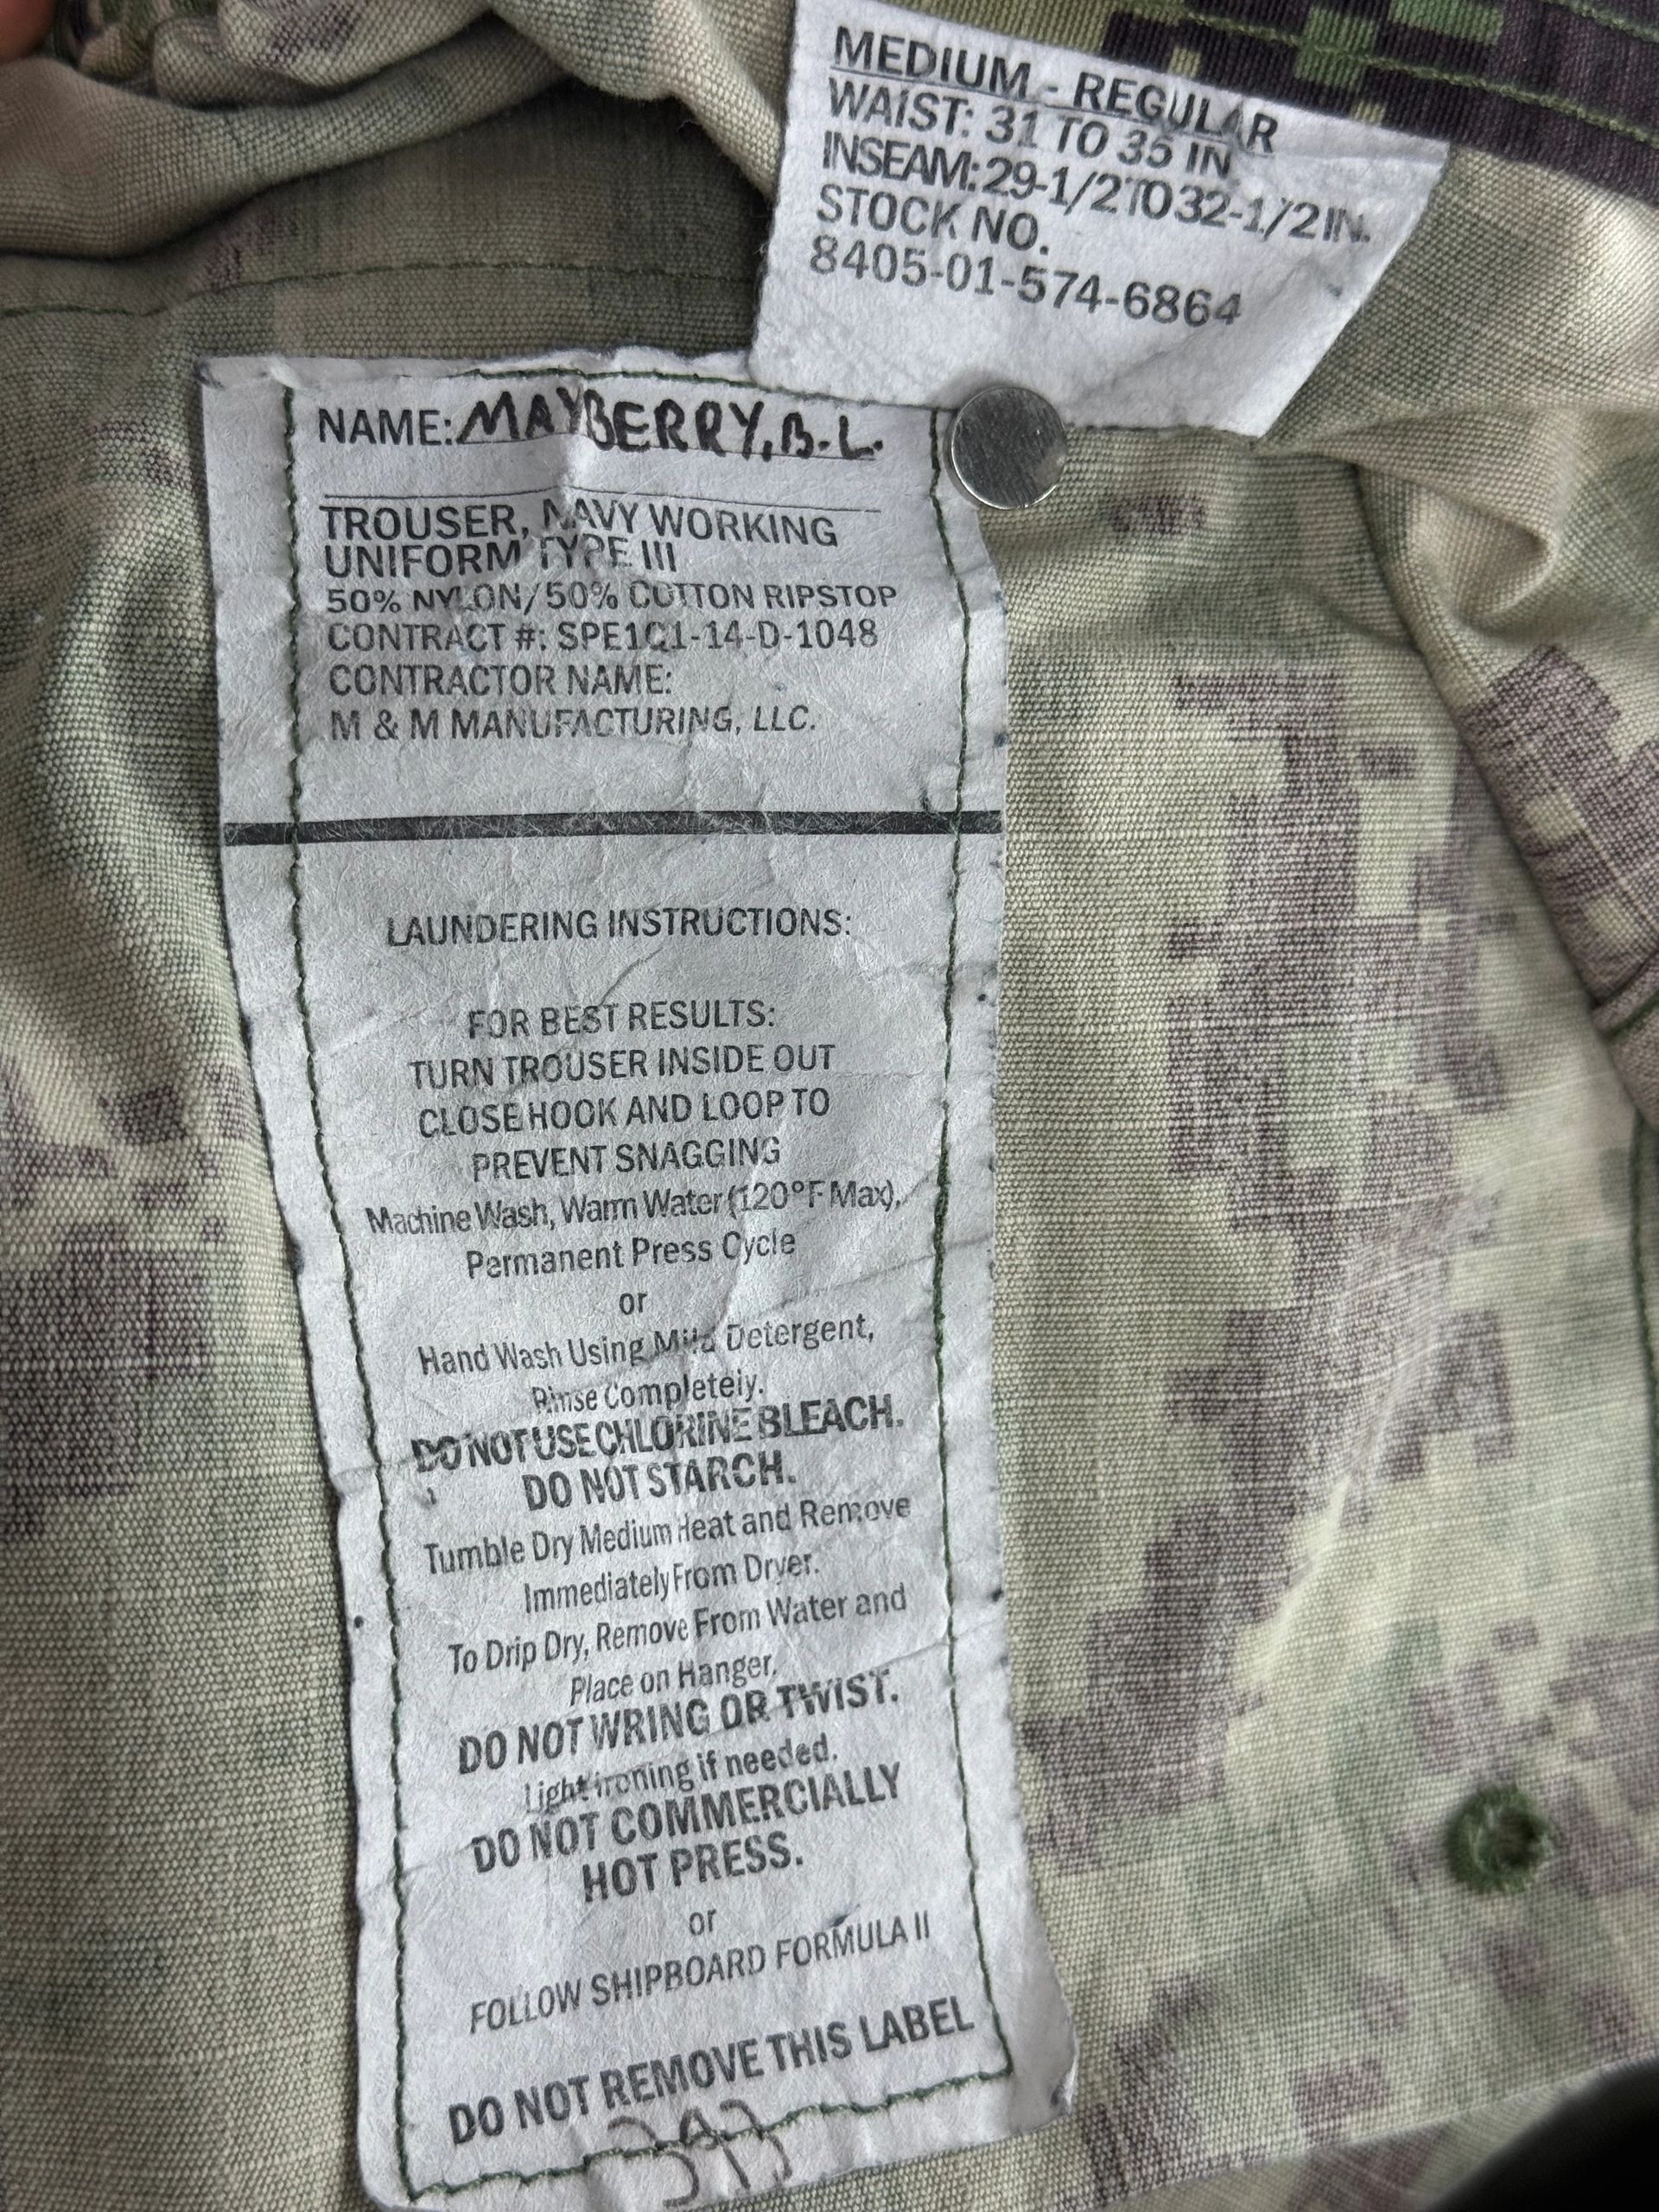 MEDIUM - REGULAR
WAIST: 31 TO 35 IN
INSEAM: 29-1/2 TO 32-1/2 IN.
STOCK NO.
8405-01-574-6864
NAME: MAYBERRY, B. L.
TROUSER, NAVY WORKING
UNIFORM TYPE III
50% NYLON/50% COTTON RIPSTOP
CONTRACT #: SPE1C1-14-D-1048
CONTRACTOR NAME:
M & M MANUFACTURING, LLC.
LAUNDERING INSTRUCTIONS:
FOR BEST RESULTS:
TURN TROUSER INSIDE OUT
CLOSE HOOK AND LOOP TO
PREVENT SNAGGING
Machine Wash, Warm Water (120°F Max),
Permanent Press Cycle
or
Hand Wash Using Mild Detergent,
Rinse Completely.
DO NOT USE CHLORINE BLEACH.
DO NOT STARCH.
Tumble Dry Medium Heat and Remove
Immediately From Dryer.
To Drip Dry, Remove From Water and
Place on Hanger.
DO NOT WRING OR TWIST.
Light ironing if needed.
DO NOT COMMERCIALLY
HOT PRESS.
or
FOLLOW SHIPBOARD FORMULA II
DO NOT REMOVE THIS LABEL